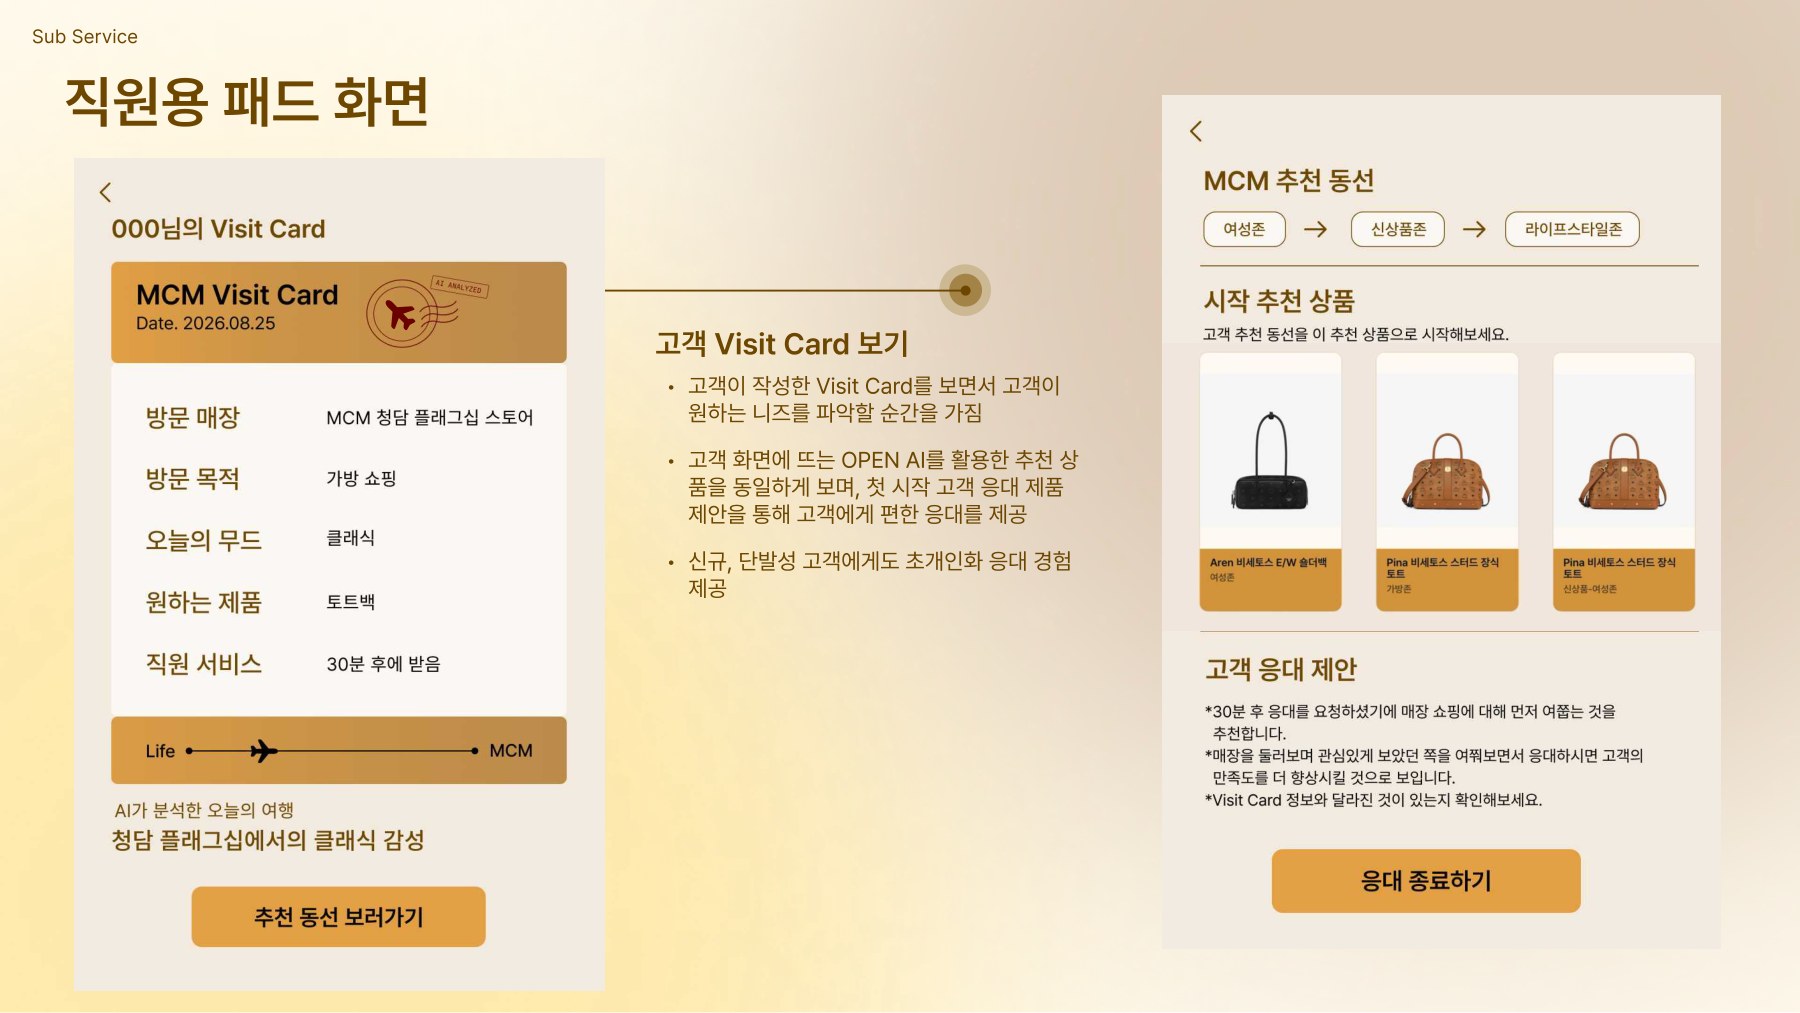 Sub Service
직원용 패드 화면
000님의 Visit Card
MCM Visit Card
Date. 2026.08.25
AI ANALYZED
방문 매장
MCM 청담 플래그십 스토어
방문 목적
가방 쇼핑
오늘의 무드
클래식
원하는 제품
토트백
직원 서비스
30분 후에 받음
Life
MCM
AI가 분석한 오늘의 여행
청담 플래그십에서의 클래식 감성
추천 동선 보러가기
고객 Visit Card 보기
• 고객이 작성한 Visit Card를 보면서 고객이
원하는 니즈를 파악할 순간을 가짐
• 고객 화면에 뜨는 OPEN AI를 활용한 추천 상
품을 동일하게 보며, 첫 시작 고객 응대 제품
제안을 통해 고객에게 편한 응대를 제공
• 신규, 단발성 고객에게도 초개인화 응대 경험
제공
MCM 추천 동선
여성존 → 신상품존 → 라이프스타일존
시작 추천 상품
고객 추천 동선을 이 추천 상품으로 시작해보세요.
Aren 비세토스 E/W 숄더백
여성존
Pina 비세토스 스터드 장식
토트
가방존
Pina 비세토스 스터드 장식
토트
신상품-여성존
고객 응대 제안
*30분 후 응대를 요청하셨기에 매장 쇼핑에 대해 먼저 여쭙는 것을
추천합니다.
*매장을 둘러보며 관심있게 보았던 쪽을 여쭤보면서 응대하시면 고객의
만족도를 더 향상시킬 것으로 보입니다.
*Visit Card 정보와 달라진 것이 있는지 확인해보세요.
응대 종료하기